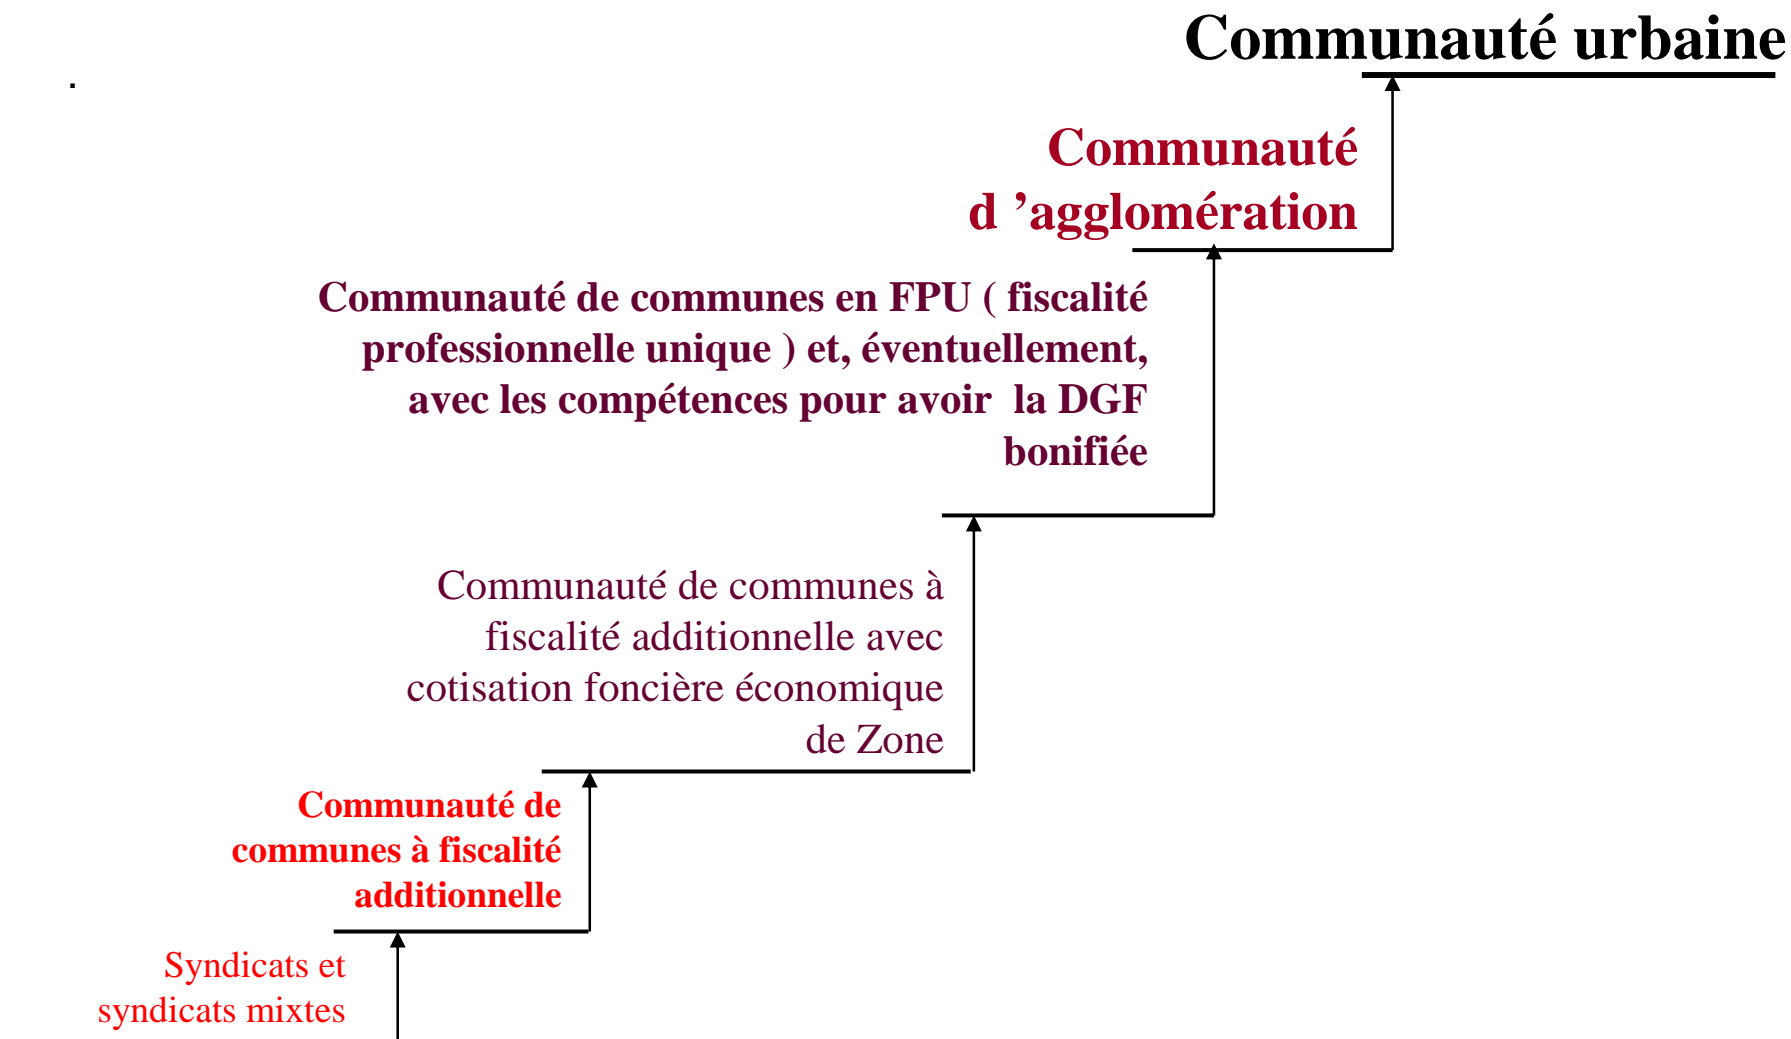 Communauté urbaine
.
Communauté
d ’agglomération
Communauté de communes en FPU ( fiscalité
professionnelle unique ) et, éventuellement,
avec les compétences pour avoir  la DGF
bonifiée
Communauté de communes à
fiscalité additionnelle avec
cotisation foncière économique
de Zone
Communauté de
communes à fiscalité
additionnelle
Syndicats et
syndicats mixtes